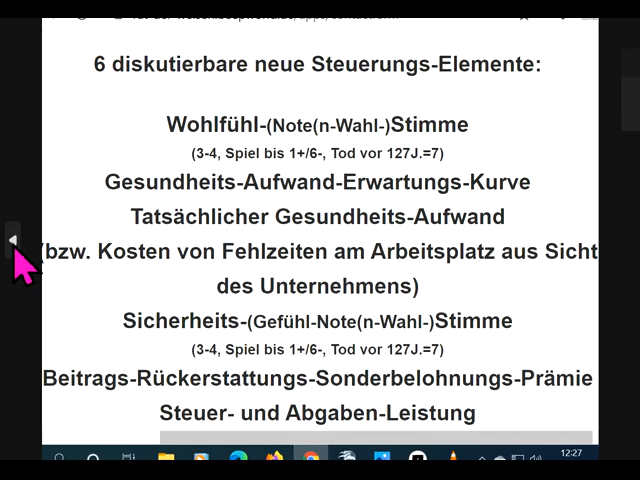 6 diskutierbare neue Steuerungs-Elemente:
Wohlfühl-(Note(n-Wahl-)Stimme
(3-4, Spiel bis 1+/6-, Tod vor 127J.=7)
Gesundheits-Aufwand-Erwartungs-Kurve
Tatsächlicher Gesundheits-Aufwand
(bzw. Kosten von Fehlzeiten am Arbeitsplatz aus Sicht
des Unternehmens)
Sicherheits-(Gefühl-Note(n-Wahl-)Stimme
(3-4, Spiel bis 1+/6-, Tod vor 127J.=7)
Beitrags-Rückerstattungs-Sonderbelohnungs-Prämie
Steuer- und Abgaben-Leistung
12:27